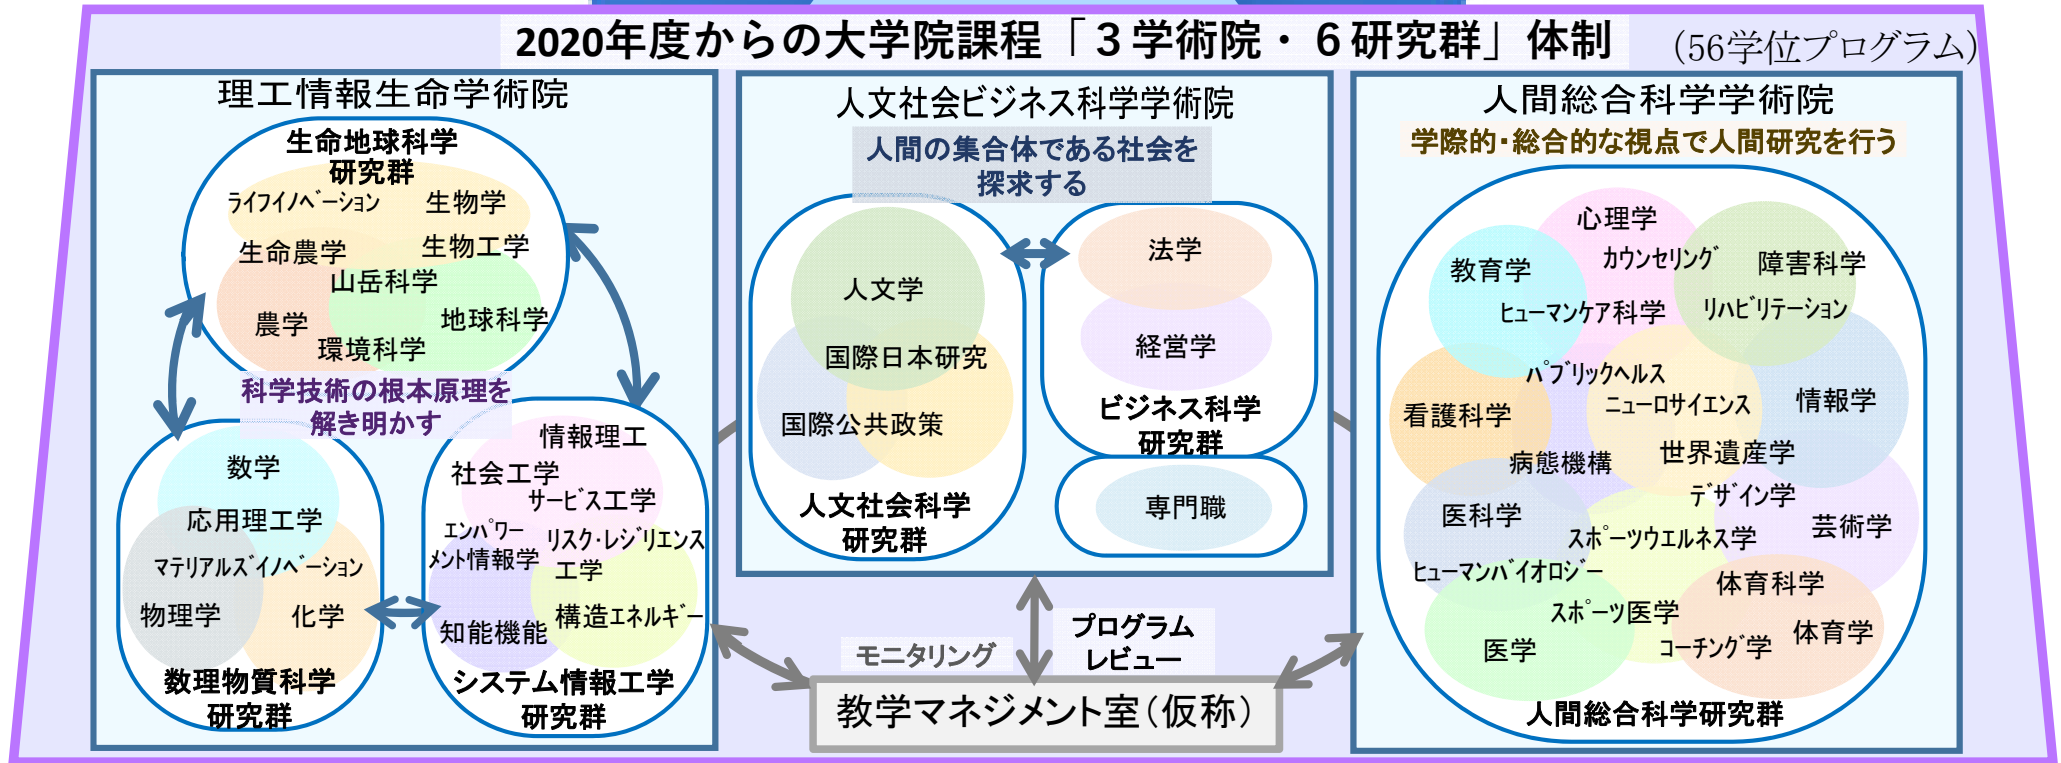 2020年度からの大学院課程「３学術院・６研究群」体制
（56学位プログラム）
理工情報生命学術院
生命地球科学
研究群
ライフイノベーション
生物学
生命農学
生物工学
山岳科学
農学
地球科学
環境科学
科学技術の根本原理を
解き明かす
数学
応用理工学
マテリアルズイノベーション
物理学
化学
数理物質科学
研究群
情報理工
社会工学
サービス工学
エンパワー
メント情報学
リスク・レジリエンス
工学
構造エネルギー
知能機能
システム情報工学
研究群
人文社会ビジネス科学学術院
人間の集合体である社会を
探求する
人文学
国際日本研究
国際公共政策
人文社会科学
研究群
法学
経営学
ビジネス科学
研究群
専門職
人間総合科学学術院
学際的・総合的な視点で人間研究を行う
心理学
カウンセリング
障害科学
教育学
ヒューマンケア科学
リハビリテーション
パブリックヘルス
ニューロサイエンス
情報学
看護科学
病態機構
世界遺産学
デザイン学
医科学
芸術学
スポーツウエルネス学
ヒューマンバイオロジー
体育科学
スポーツ医学
体育学
医学
コーチング学
人間総合科学研究群
モニタリング
プログラム
レビュー
教学マネジメント室（仮称）